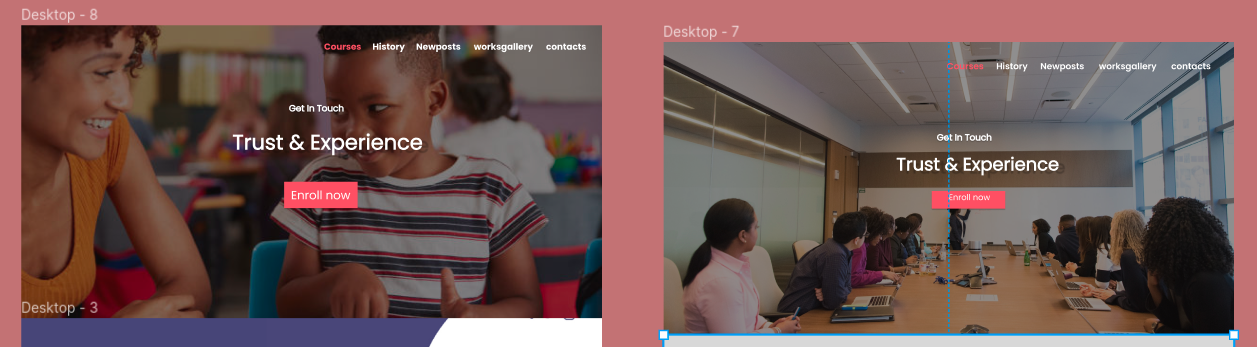 Desktop - 8
Courses History Newposts worksgallery contacts
Get In Touch
Trust & Experience
Enroll now
Desktop - 3
Desktop - 7
Courses History Newposts worksgallery contacts
Get In Touch
Trust & Experience
Enroll now